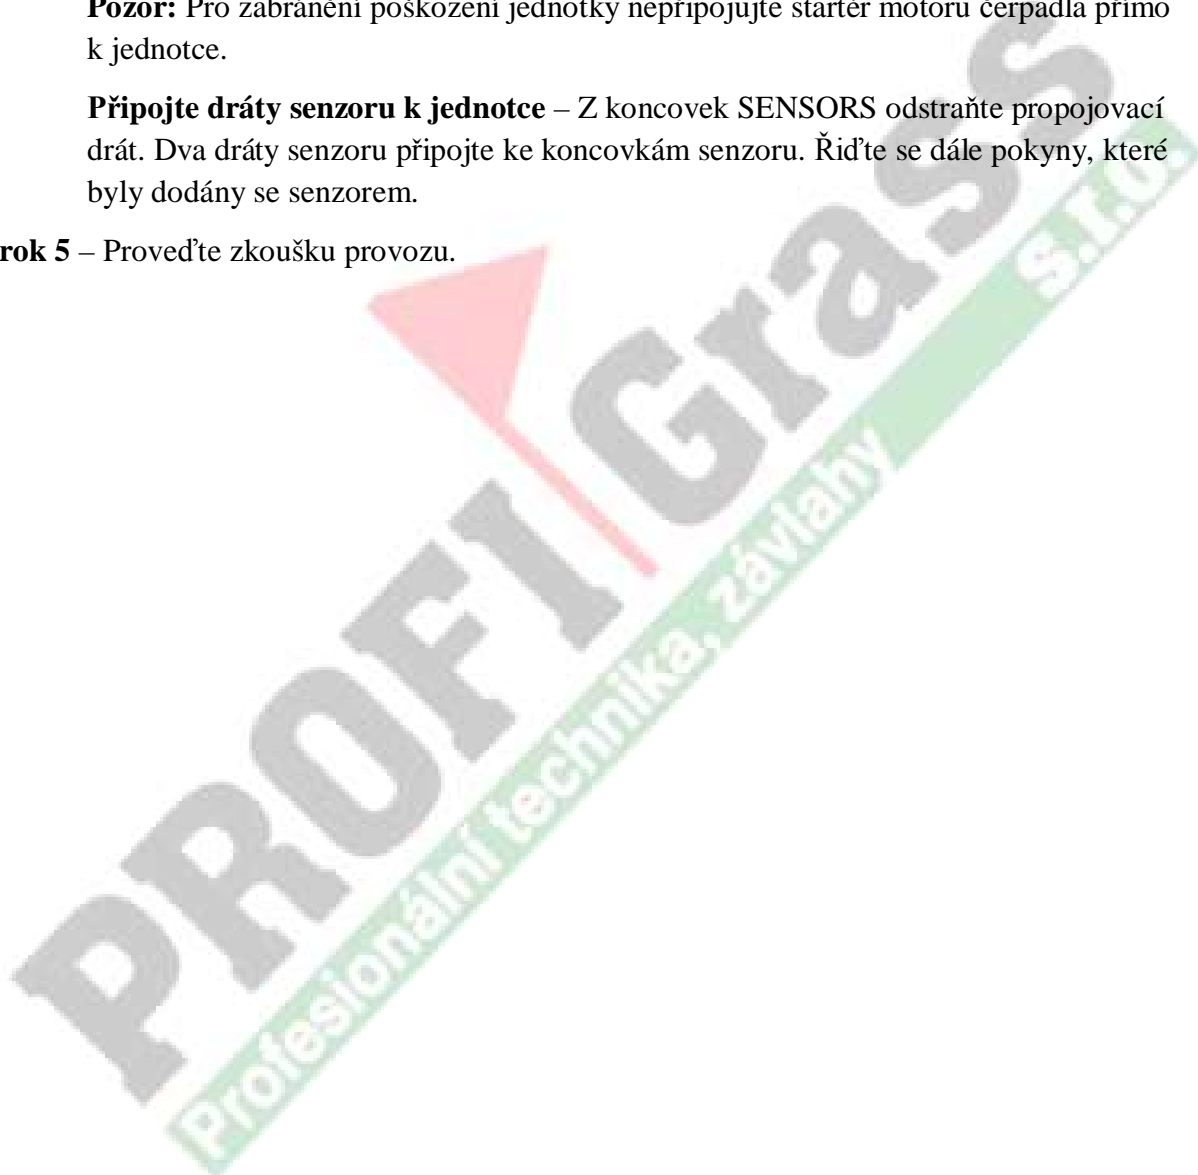 Pozor: Pro zabránění poškození jednotky nepřipojujte startér motoru čerpadla přímo
k jednotce.
Připojte dráty senzoru k jednotce – Z koncovek SENSORS odstraňte propojovací
drát. Dva dráty senzoru připojte ke koncovkám senzoru. Řiďte se dále pokyny, které
byly dodány se senzorem.
rok 5 – Proveďte zkoušku provozu.
PROFI Grass
Profesionální technika, závlahy s.r.o.